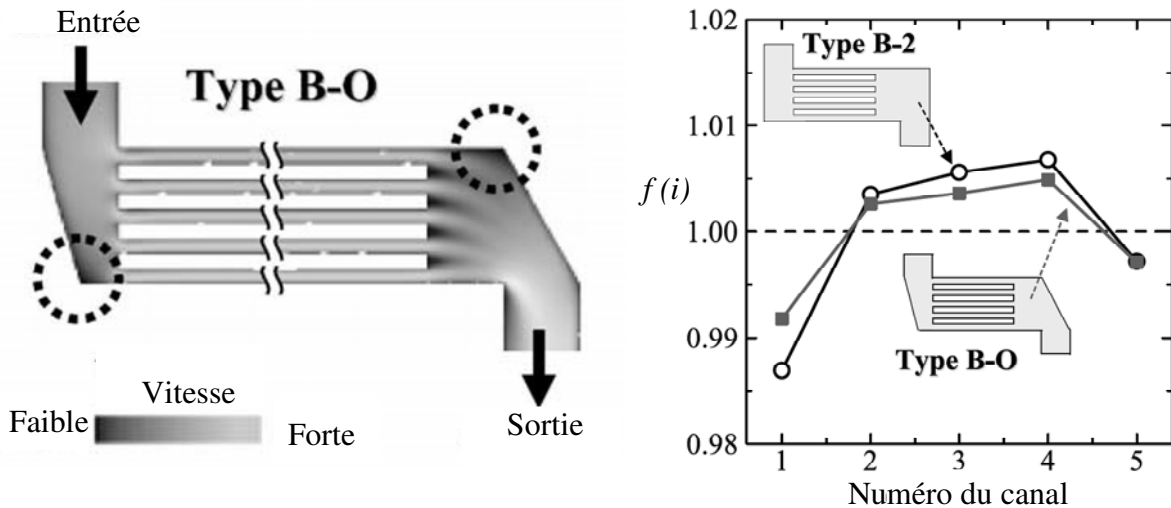 Entrée
Type B-O
Vitesse
Faible
Forte
Sortie
1.02
1.01
1.00
0.99
0.98
f(i)
Type B-2
Type B-O
1 2 3 4 5
Numéro du canal